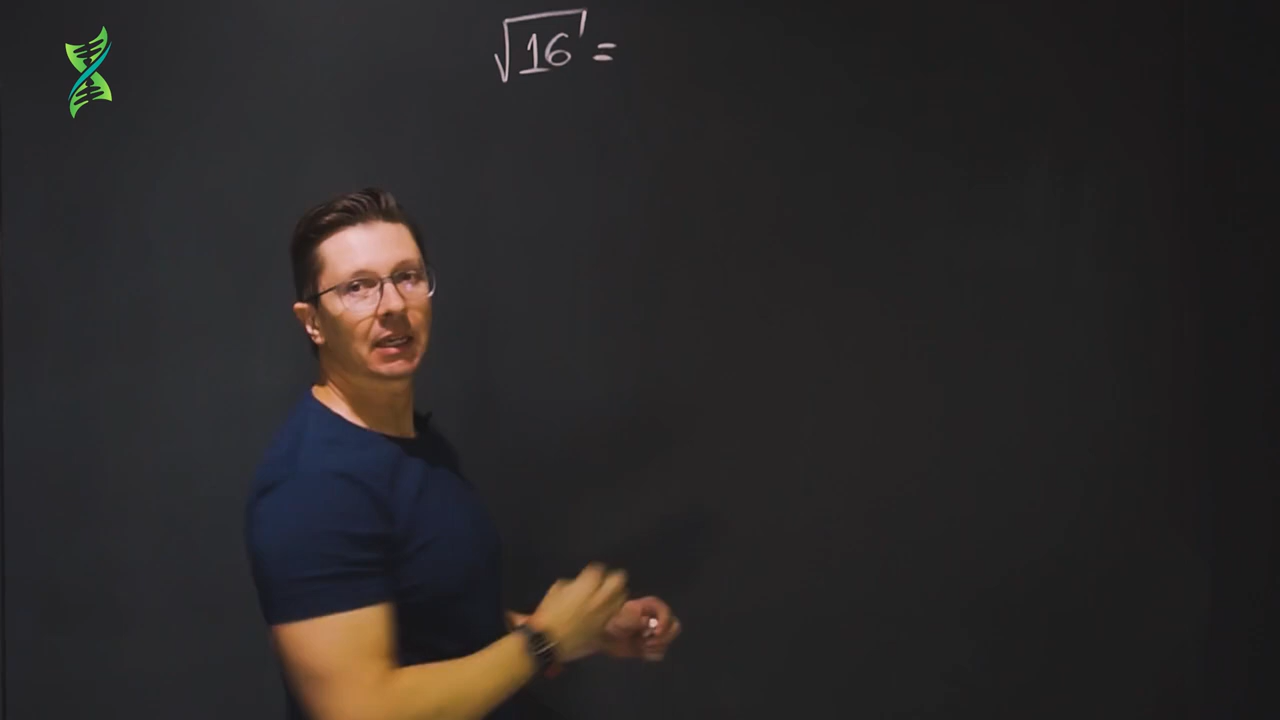 √16 =